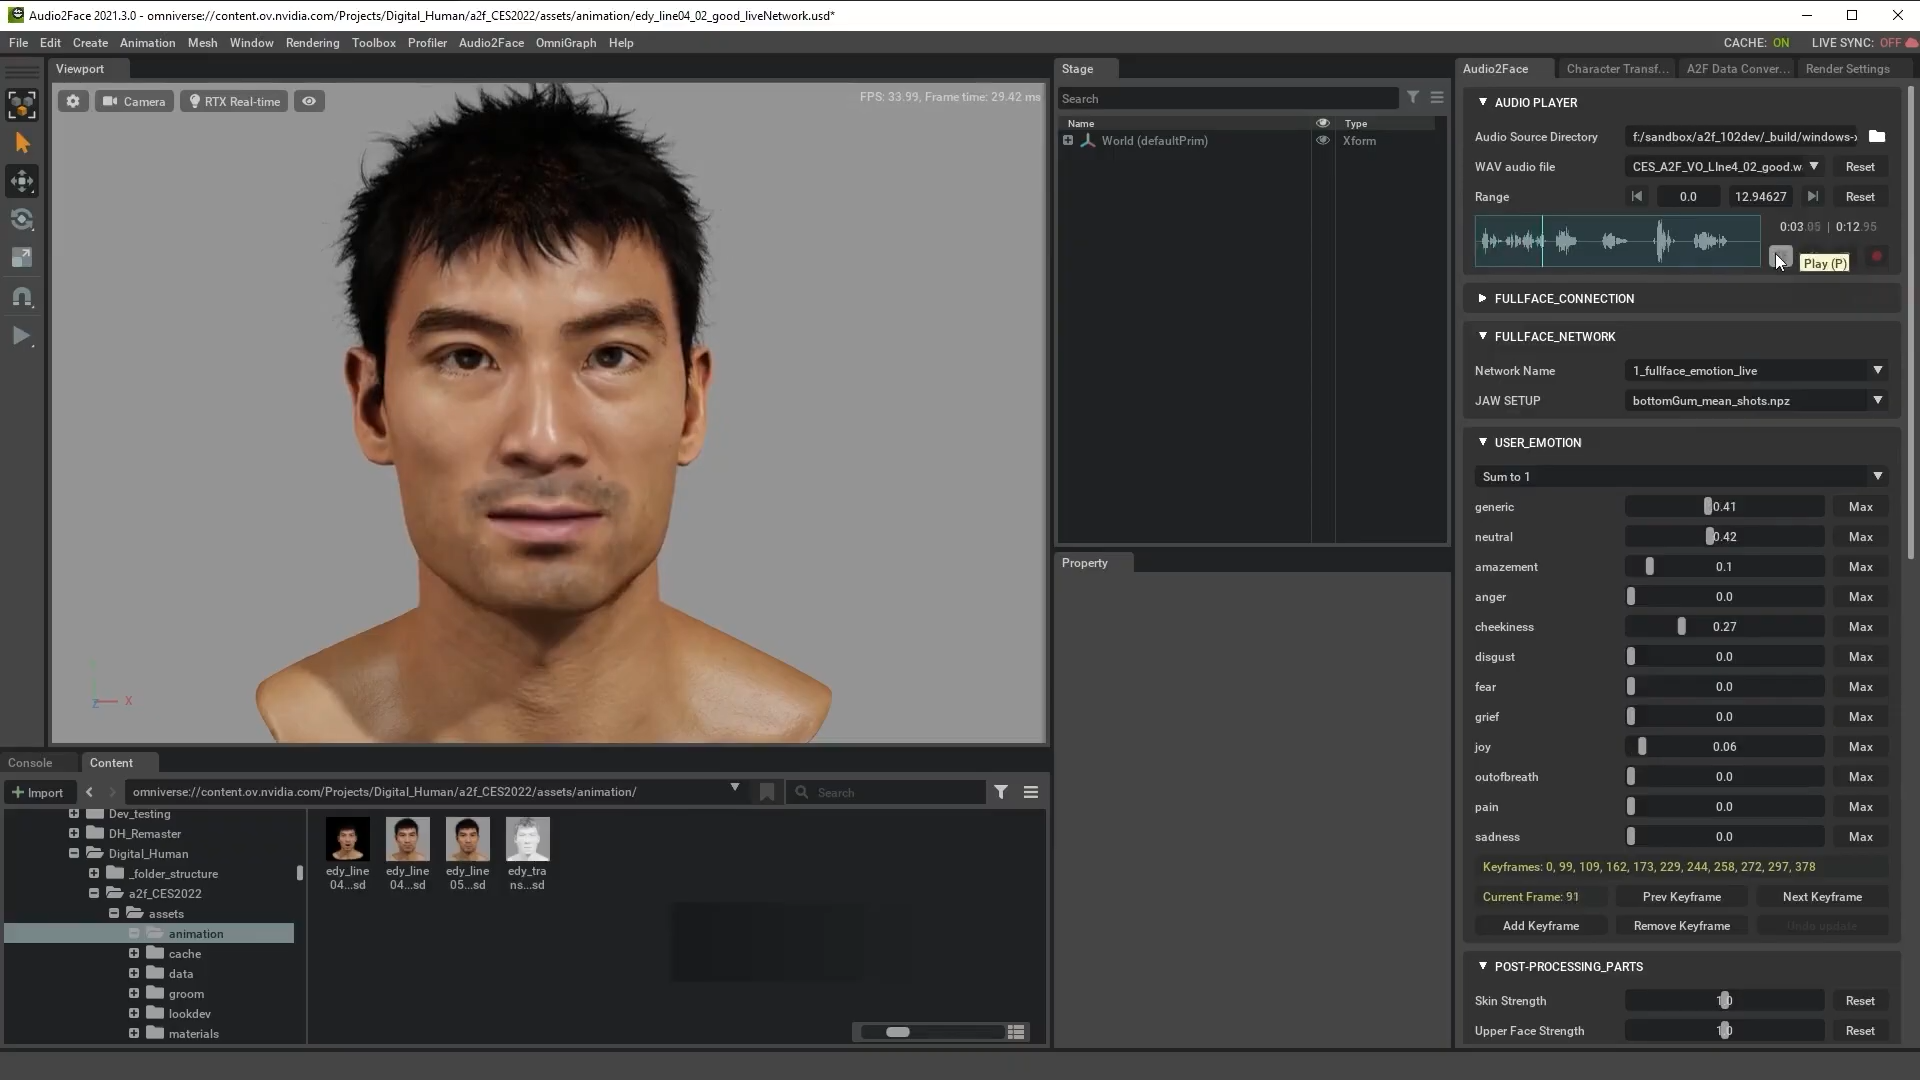 Audio2Face 2021.3.0 - omniverse://content.ov.nvidia.com/Projects/Digital_Human/a2f_CES2022/assets/animation/edy_line04_02_good_liveNetwork.usd*
File Edit Create Animation Mesh Window Rendering Toolbox Profiler Audio2Face OmniGraph Help
CACHE: ON LIVE SYNC: OFF
Viewport
Camera
RTX Real-time
FPS: 33.99, Frame time: 29.42 ms
X
Z
Stage
Search
Name Type
World (defaultPrim) Xform
Property
Audio2Face Character Transf... A2F Data Conver... Render Settings
AUDIO PLAYER
Audio Source Directory f:/sandbox/a2f_102dev/_build/windows-
WAV audio file CES_A2F_VO_LIne4_02_good.w Reset
Range 0.0 12.94627 Reset
0:03.05 | 0:12.95
Play (P)
FULLFACE_CONNECTION
FULLFACE_NETWORK
Network Name 1_fullface_emotion_live
JAW SETUP bottomGum_mean_shots.npz
USER_EMOTION
Sum to 1
generic 0.41 Max
neutral 0.42 Max
amazement 0.1 Max
anger 0.0 Max
cheekiness 0.27 Max
disgust 0.0 Max
fear 0.0 Max
grief 0.0 Max
joy 0.06 Max
outofbreath 0.0 Max
pain 0.0 Max
sadness 0.0 Max
Keyframes: 0, 99, 109, 162, 173, 229, 244, 258, 272, 297, 378
Current Frame: 91 Prev Keyframe Next Keyframe
Add Keyframe Remove Keyframe Undo update
POST-PROCESSING_PARTS
Skin Strength 1.0 Reset
Upper Face Strength 1.0 Reset
Console Content
Import
omniverse://content.ov.nvidia.com/Projects/Digital_Human/a2f_CES2022/assets/animation/
Search
Dev_testing
DH_Remaster
Digital_Human
_folder_structure
a2f_CES2022
assets
animation
cache
data
groom
lookdev
materials
edy_line
04...sd
edy_line
04...sd
edy_line
05...sd
edy_tra
ns...sd